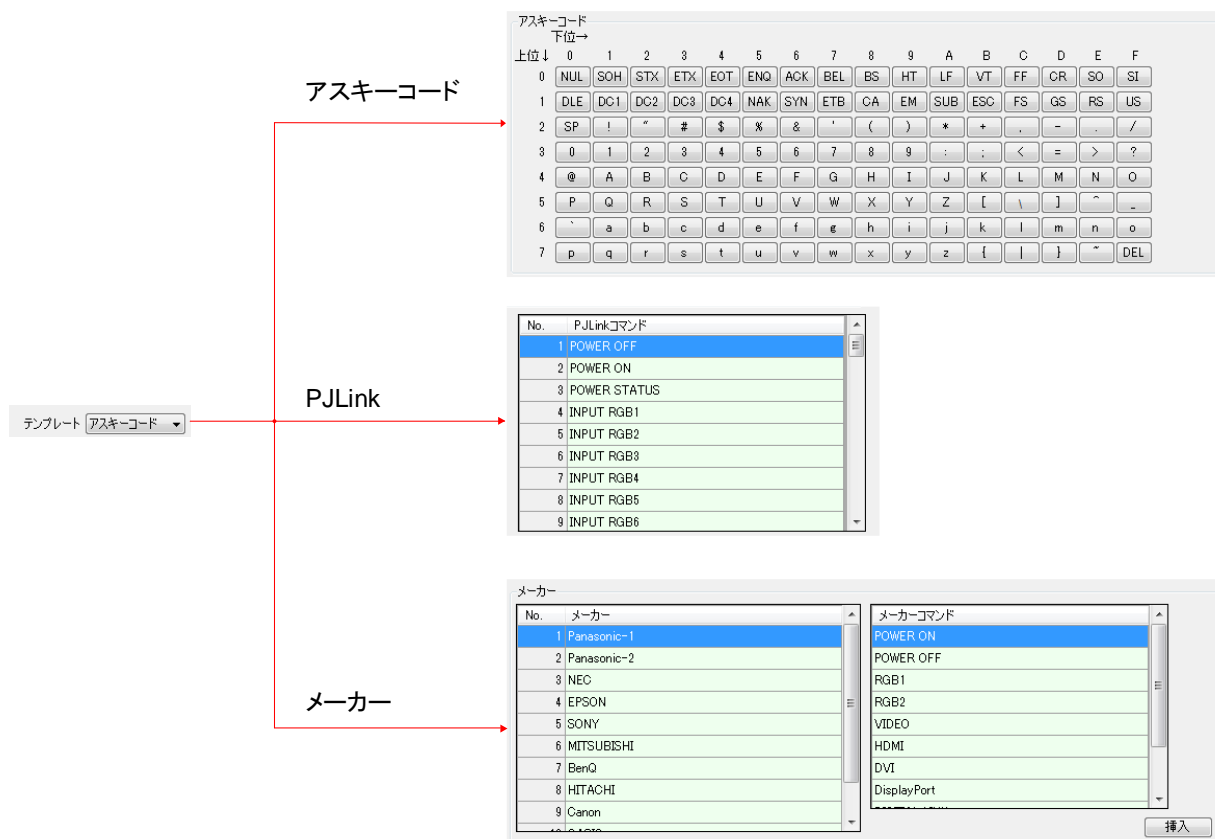 アスキーコード
下位→
上位↓ 0 1 2 3 4 5 6 7 8 9 A B C D E F
0 NUL SOH STX ETX EOT ENQ ACK BEL BS HT LF VT FF CR SO SI
1 DLE DC1 DC2 DC3 DC4 NAK SYN ETB CA EM SUB ESC FS GS RS US
2 SP ! " # $ % & ' ( ) * + , - . /
3 0 1 2 3 4 5 6 7 8 9 : ; < = > ?
4 @ A B C D E F G H I J K L M N O
5 P Q R S T U V W X Y Z [ \ ] ^ _
6 ` a b c d e f g h i j k l m n o
7 p q r s t u v w x y z { | } ~ DEL
アスキーコード
テンプレート アスキーコード
PJLink
No. PJLinkコマンド
1 POWER OFF
2 POWER ON
3 POWER STATUS
4 INPUT RGB1
5 INPUT RGB2
6 INPUT RGB3
7 INPUT RGB4
8 INPUT RGB5
9 INPUT RGB6
メーカー
メーカー
No. メーカー
1 Panasonic-1
2 Panasonic-2
3 NEC
4 EPSON
5 SONY
6 MITSUBISHI
7 BenQ
8 HITACHI
9 Canon
メーカーコマンド
POWER ON
POWER OFF
RGB1
RGB2
VIDEO
HDMI
DVI
DisplayPort
挿入